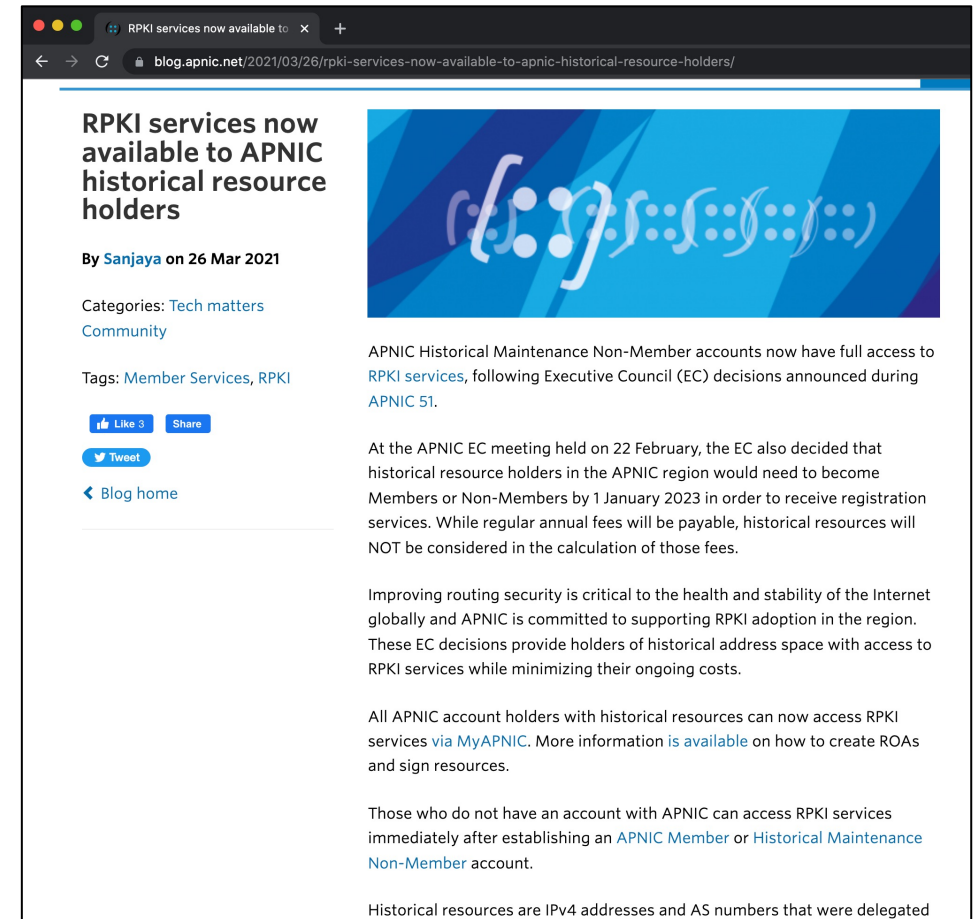 RPKI services now available to
blog.apnic.net/2021/03/26/rpki-services-now-available-to-apnic-historical-resource-holders/
RPKI services now
available to APNIC
historical resource
holders
By Sanjaya on 26 Mar 2021
Categories: Tech matters
Community
Tags: Member Services, RPKI
Like 3
Share
Tweet
Blog home
APNIC Historical Maintenance Non-Member accounts now have full access to
RPKI services, following Executive Council (EC) decisions announced during
APNIC 51.
At the APNIC EC meeting held on 22 February, the EC also decided that
historical resource holders in the APNIC region would need to become
Members or Non-Members by 1 January 2023 in order to receive registration
services. While regular annual fees will be payable, historical resources will
NOT be considered in the calculation of those fees.
Improving routing security is critical to the health and stability of the Internet
globally and APNIC is committed to supporting RPKI adoption in the region.
These EC decisions provide holders of historical address space with access to
RPKI services while minimizing their ongoing costs.
All APNIC account holders with historical resources can now access RPKI
services via MyAPNIC. More information is available on how to create ROAs
and sign resources.
Those who do not have an account with APNIC can access RPKI services
immediately after establishing an APNIC Member or Historical Maintenance
Non-Member account.
Historical resources are IPv4 addresses and AS numbers that were delegated